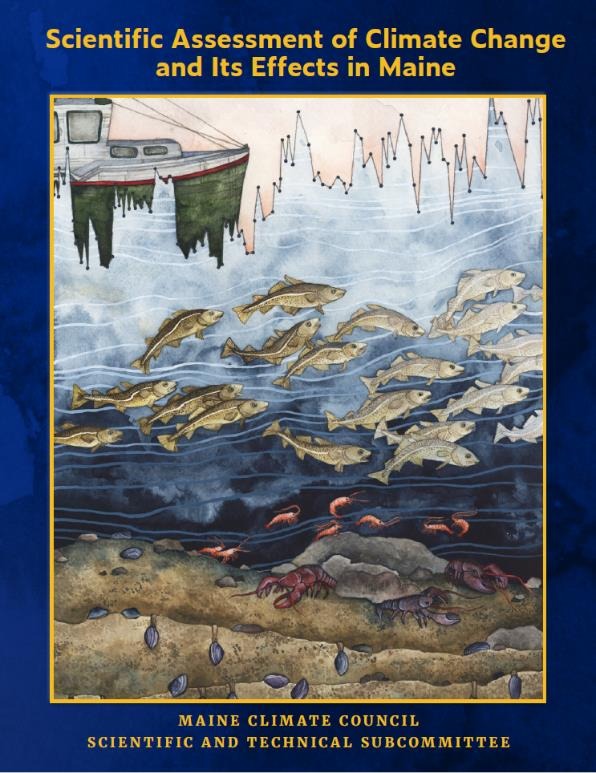 Scientific Assessment of Climate Change
and Its Effects in Maine
MAINE CLIMATE COUNCIL
SCIENTIFIC AND TECHNICAL SUBCOMMITTEE